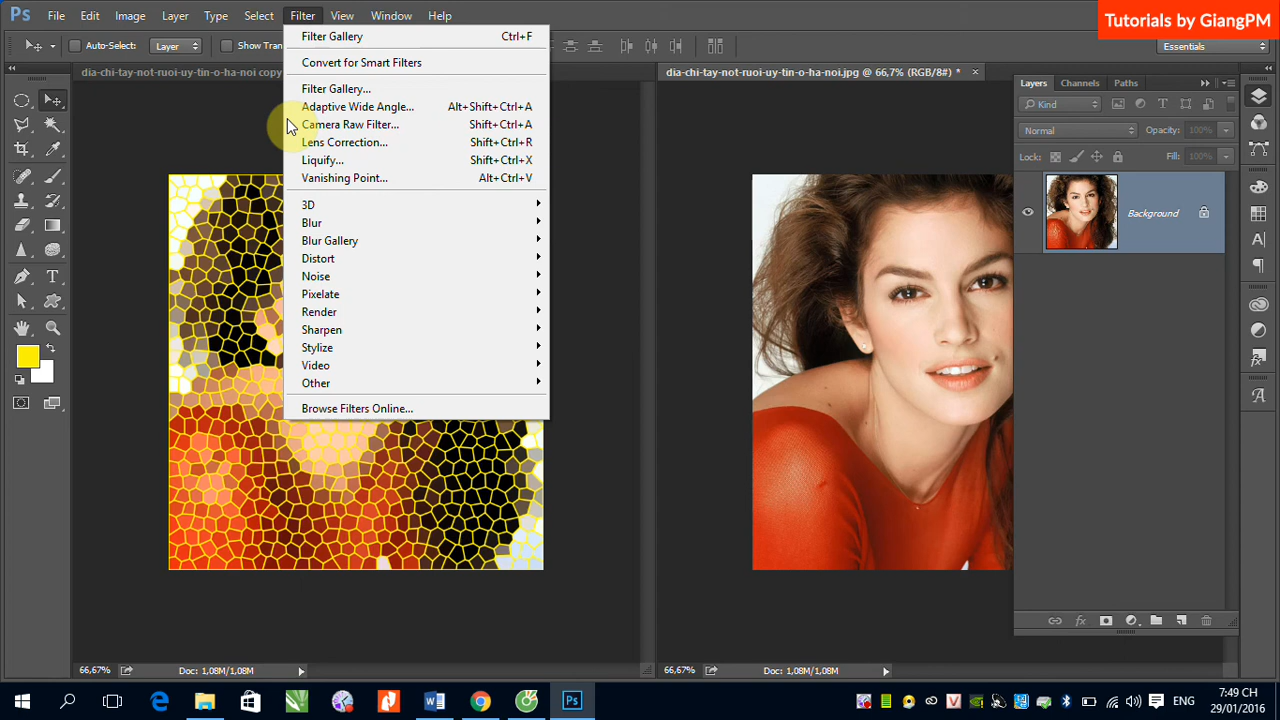 Ps File Edit Image Layer Type Select Filter View Window Help
Tutorials by GiangPM
Auto-Select: Layer Show Tran
Essentials
Filter Gallery Ctrl+F
Convert for Smart Filters
Filter Gallery...
Adaptive Wide Angle... Alt+Shift+Ctrl+A
Camera Raw Filter... Shift+Ctrl+A
Lens Correction... Shift+Ctrl+R
Liquify... Shift+Ctrl+X
Vanishing Point... Alt+Ctrl+V
3D
Blur
Blur Gallery
Distort
Noise
Pixelate
Render
Sharpen
Stylize
Video
Other
Browse Filters Online...
dia-chi-tay-not-ruoi-uy-tin-o-ha-noi copy
dia-chi-tay-not-ruoi-uy-tin-o-ha-noi.jpg @ 66,7% (RGB/8#) * ×
Layers Channels Paths
Kind
Normal Opacity: 100%
Lock: Fill: 100%
Background
66,67% Doc: 1,08M/1,08M
66,67% Doc: 1,08M/1,08M
ENG
7:49 CH
29/01/2016